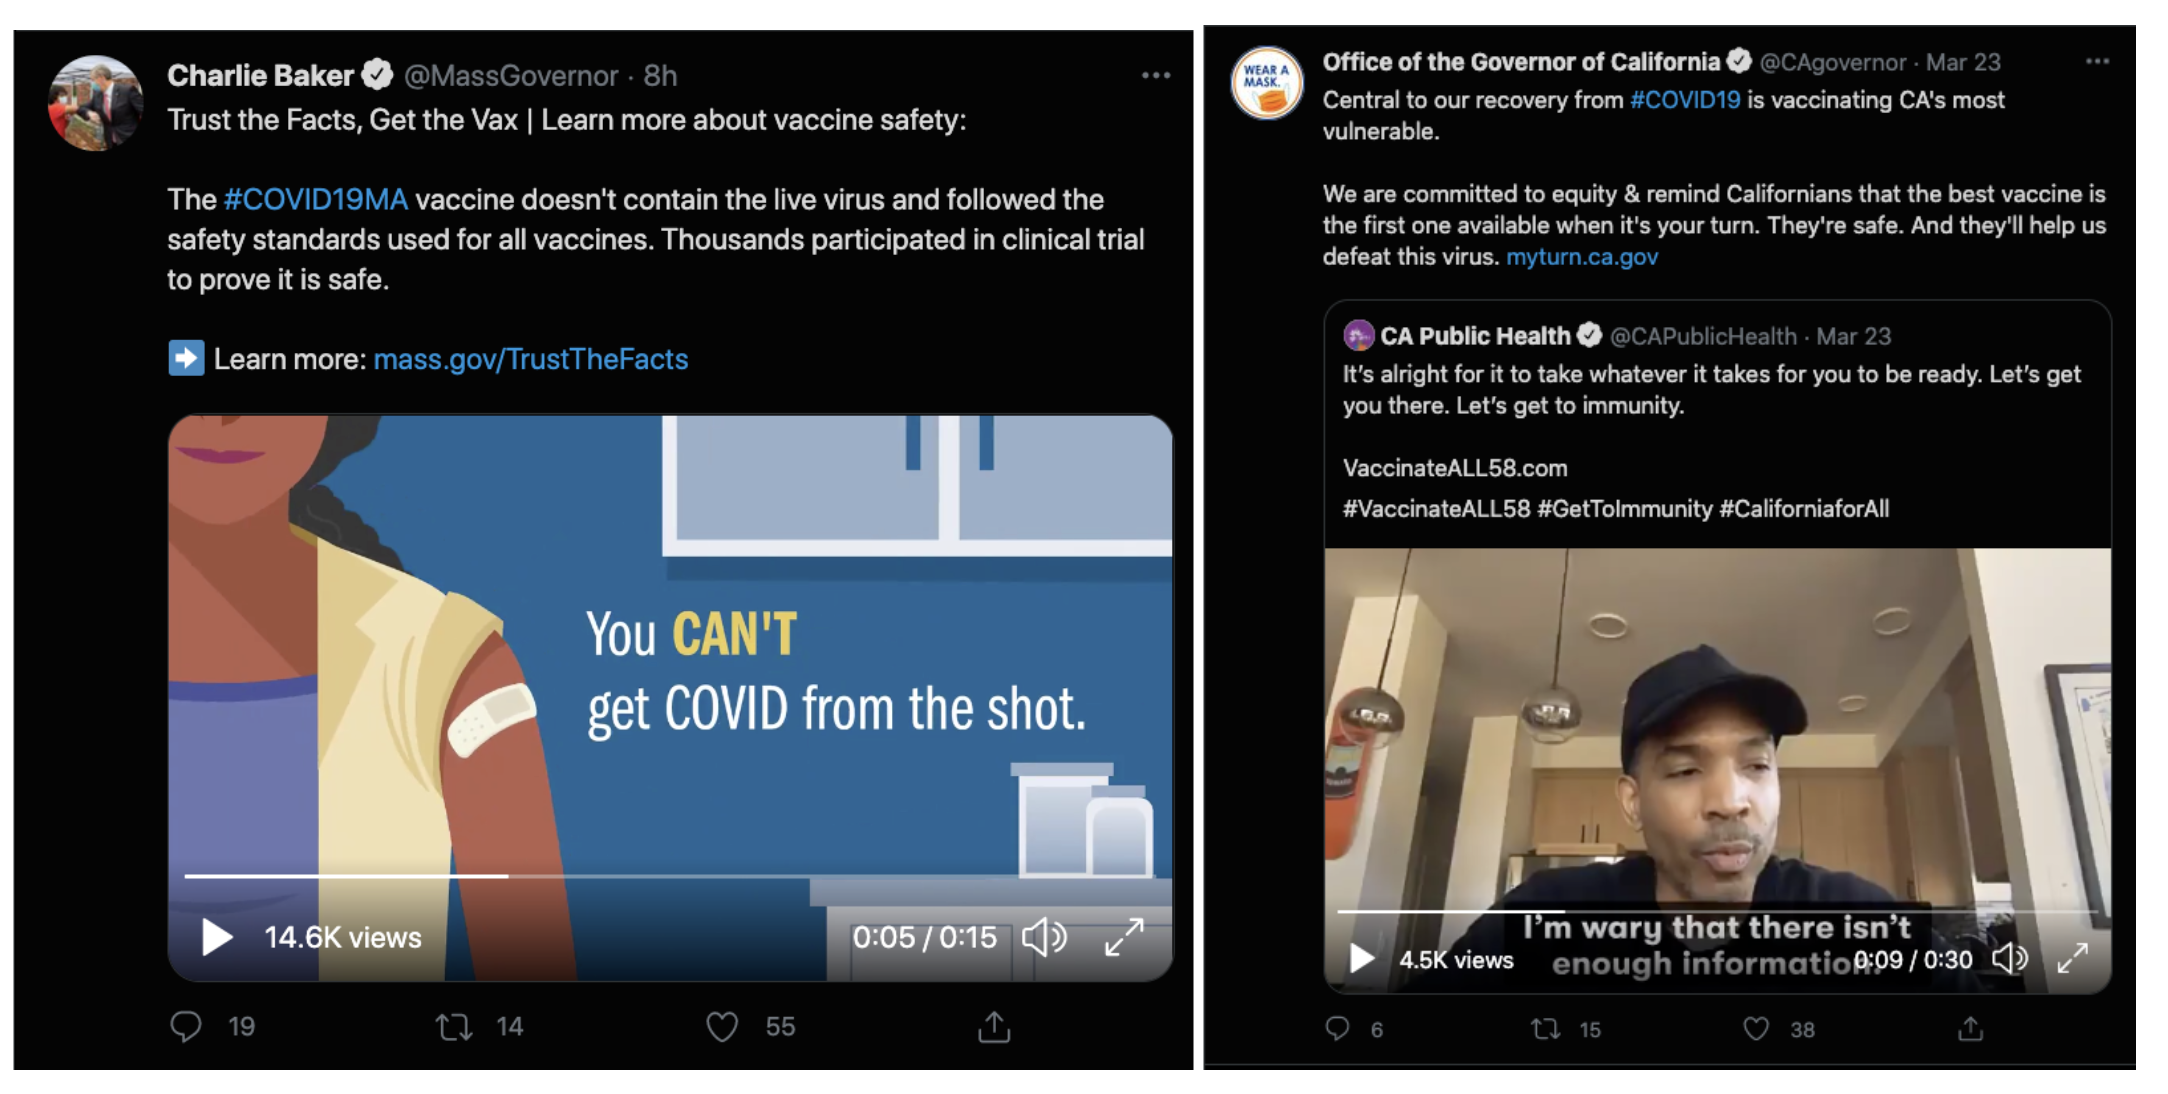 Charlie Baker @MassGovernor · 8h
Trust the Facts, Get the Vax | Learn more about vaccine safety:
The #COVID19MA vaccine doesn't contain the live virus and followed the
safety standards used for all vaccines. Thousands participated in clinical trial
to prove it is safe.
➡️ Learn more: mass.gov/TrustTheFacts
You CAN'T
get COVID from the shot.
14.6K views
0:05 / 0:15
19
14
55
WEAR A
MASK.
Office of the Governor of California @CAgovernor · Mar 23
Central to our recovery from #COVID19 is vaccinating CA's most
vulnerable.
We are committed to equity & remind Californians that the best vaccine is
the first one available when it's your turn. They're safe. And they'll help us
defeat this virus. myturn.ca.gov
CA Public Health @CAPublicHealth · Mar 23
It's alright for it to take whatever it takes for you to be ready. Let's get
you there. Let's get to immunity.
VaccinateALL58.com
#VaccinateALL58 #GetToImmunity #CaliforniaforAll
I'm wary that there isn't
enough information.
4.5K views
0:09 / 0:30
6
15
38